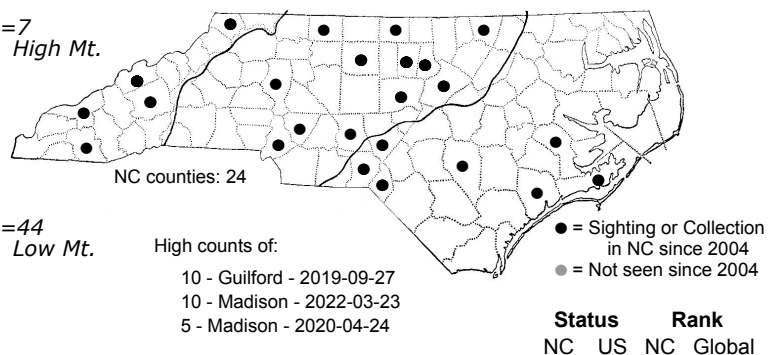 =7
High Mt.
NC counties: 24
=44
Low Mt.
High counts of:
10 - Guilford - 2019-09-27
10 - Madison - 2022-03-23
5 - Madison - 2020-04-24
● = Sighting or Collection
in NC since 2004
● = Not seen since 2004
Status Rank
NC US NC Global